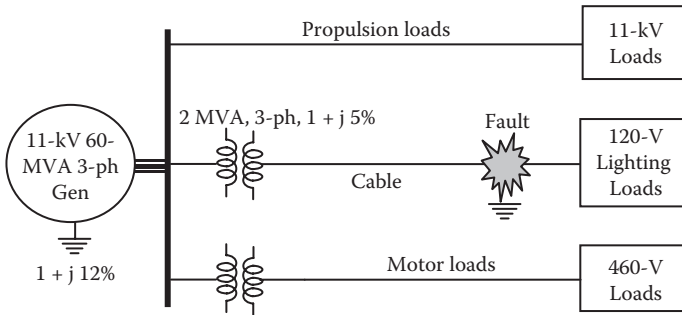 Propulsion loads
11-kV
Loads
2 MVA, 3-ph, 1 + j 5%
Fault
11-kV 60-
MVA 3-ph
Gen
120-V
Lighting
Loads
Cable
1 + j 12%
Motor loads
460-V
Loads